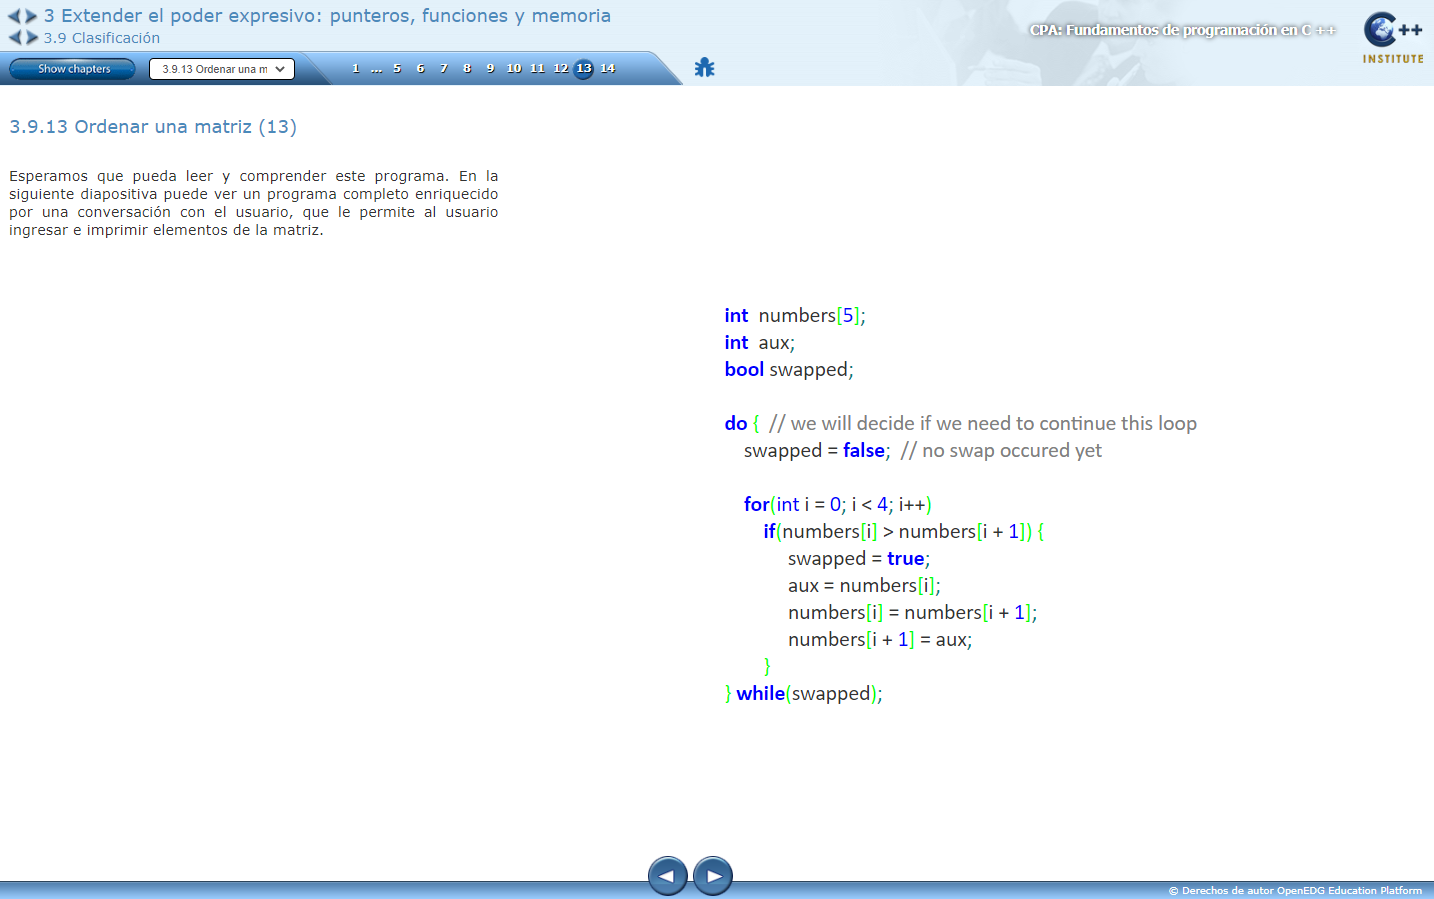 3 Extender el poder expresivo: punteros, funciones y memoria
3.9 Clasificación
CPA: Fundamentos de programación en C ++
C++
INSTITUTE
Show chapters
3.9.13 Ordenar una m
1 ... 5 6 7 8 9 10 11 12 13 14
3.9.13 Ordenar una matriz (13)
Esperamos que pueda leer y comprender este programa. En la
siguiente diapositiva puede ver un programa completo enriquecido
por una conversación con el usuario, que le permite al usuario
ingresar e imprimir elementos de la matriz.
int numbers[5];
int aux;
bool swapped;
do { // we will decide if we need to continue this loop
swapped = false; // no swap occured yet
for(int i = 0; i < 4; i++)
if(numbers[i] > numbers[i + 1]) {
swapped = true;
aux = numbers[i];
numbers[i] = numbers[i + 1];
numbers[i + 1] = aux;
}
} while(swapped);
© Derechos de autor OpenEDG Education Platform